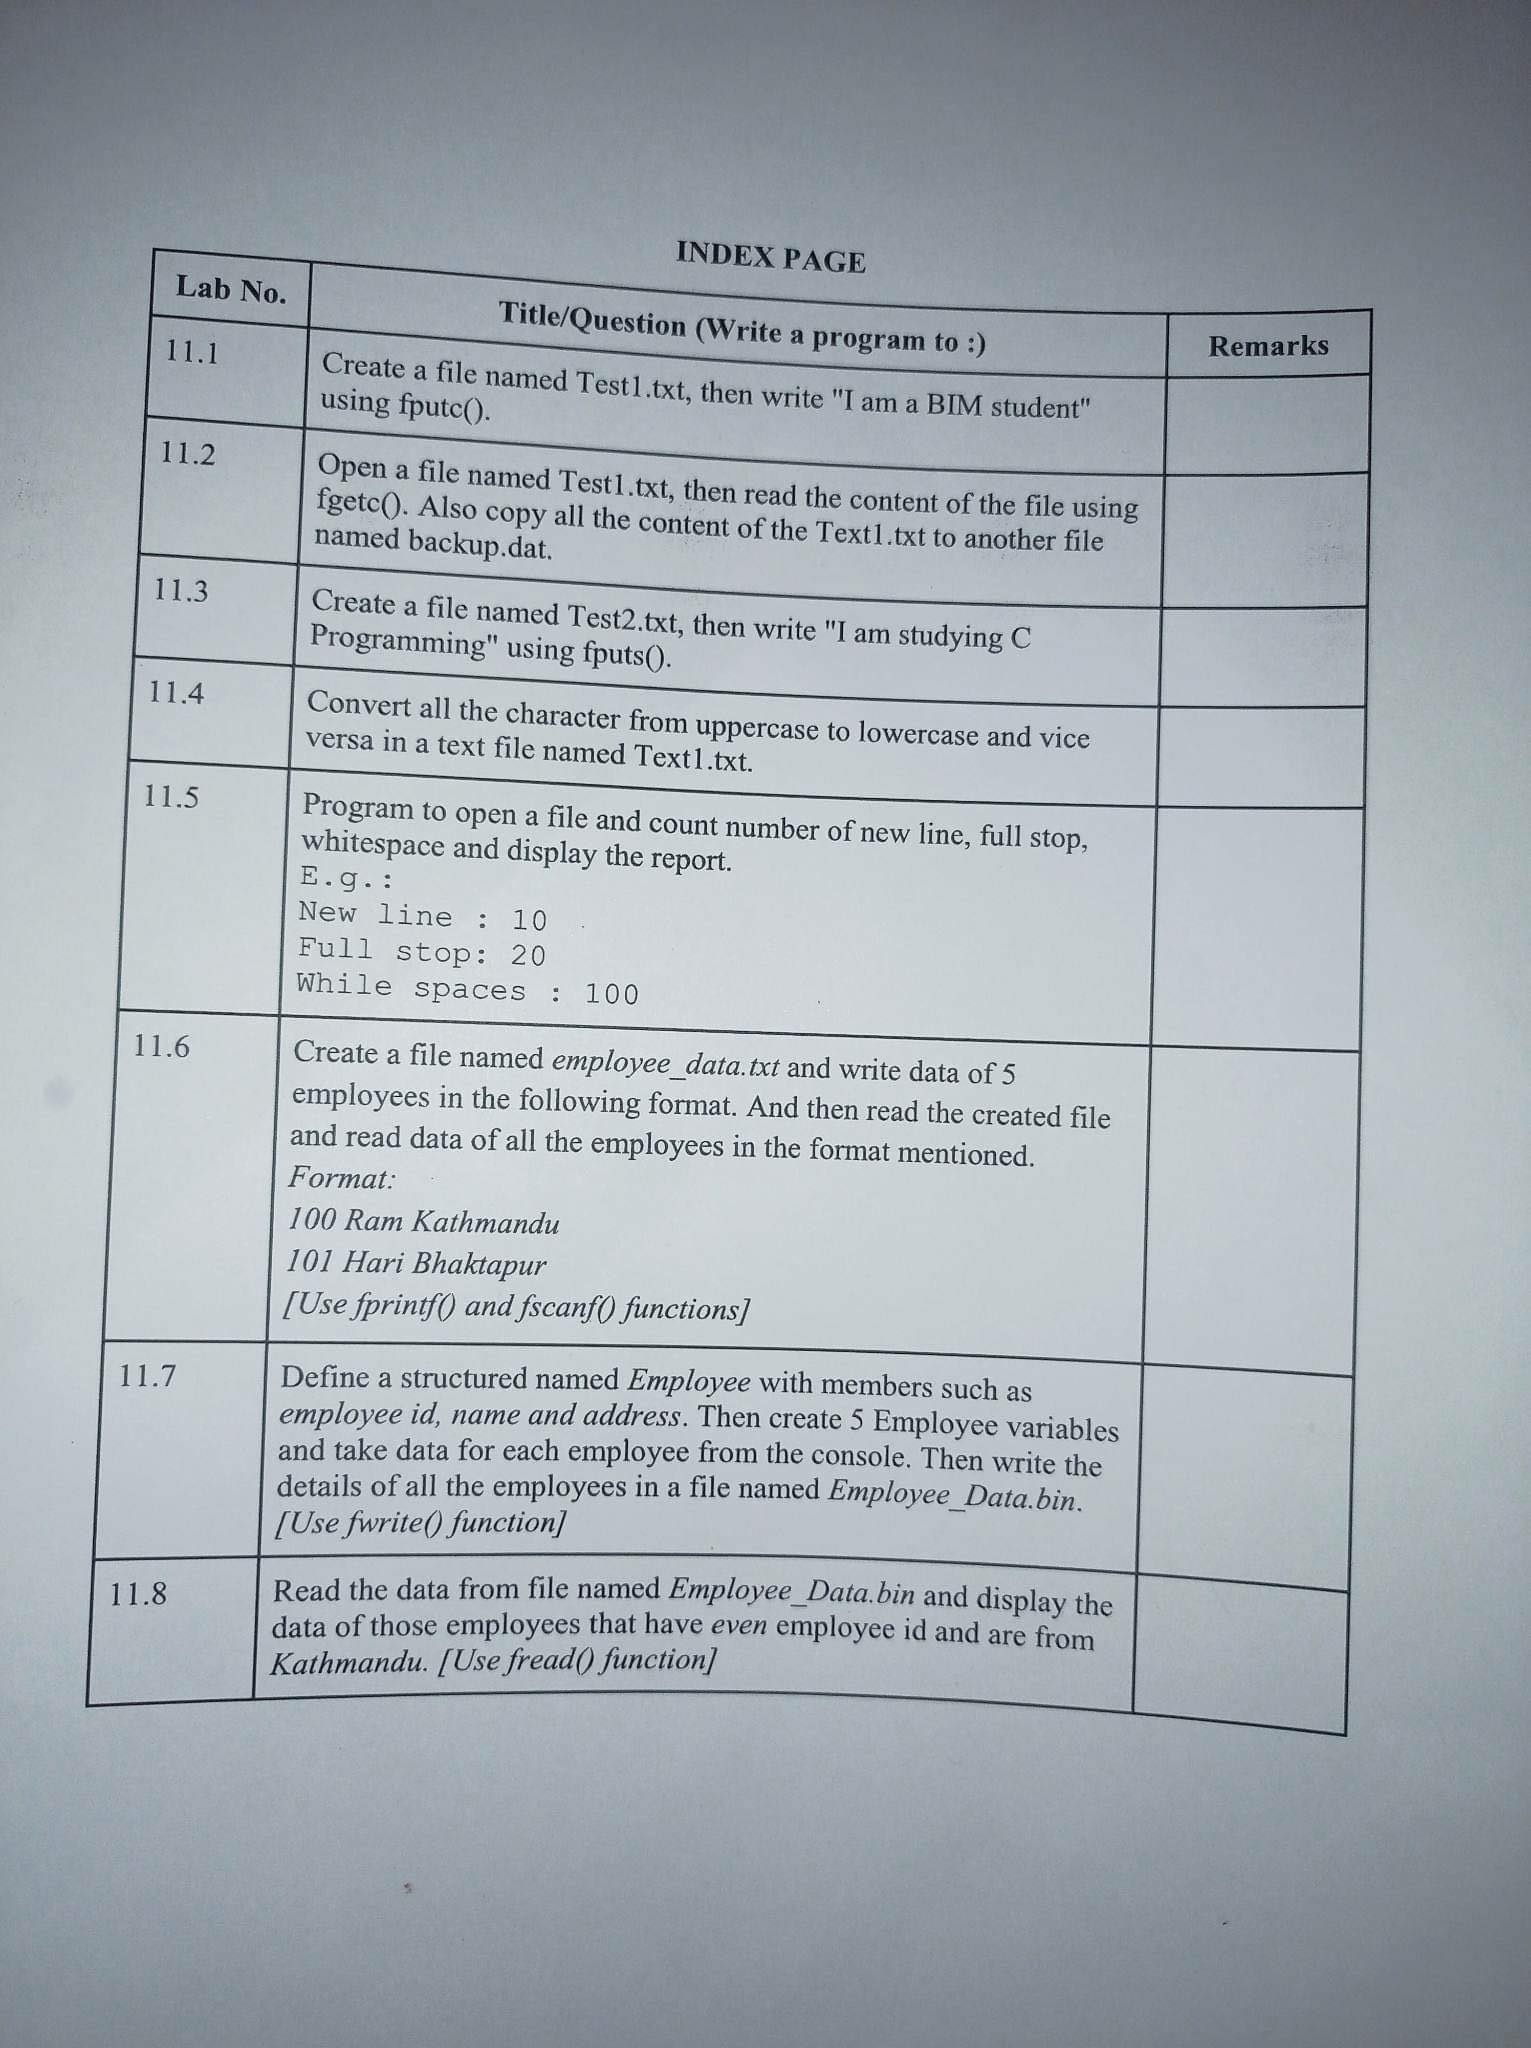 INDEX PAGE
Lab No.
Title/Question (Write a program to :)
Remarks
11.1
Create a file named Test1.txt, then write "I am a BIM student"
using fputc().
11.2
Open a file named Test1.txt, then read the content of the file using
fgetc(). Also copy all the content of the Text1.txt to another file
named backup.dat.
11.3
Create a file named Test2.txt, then write "I am studying C
Programming" using fputs().
11.4
Convert all the character from uppercase to lowercase and vice
versa in a text file named Text1.txt.
11.5
Program to open a file and count number of new line, full stop,
whitespace and display the report.
E.g.:
New line : 10
Full stop: 20
While spaces : 100
11.6
Create a file named employee_data.txt and write data of 5
employees in the following format. And then read the created file
and read data of all the employees in the format mentioned.
Format:
100 Ram Kathmandu
101 Hari Bhaktapur
[Use fprintf() and fscanf() functions]
11.7
Define a structured named Employee with members such as
employee id, name and address. Then create 5 Employee variables
and take data for each employee from the console. Then write the
details of all the employees in a file named Employee_Data.bin.
[Use fwrite() function]
11.8
Read the data from file named Employee_Data.bin and display the
data of those employees that have even employee id and are from
Kathmandu. [Use fread() function]